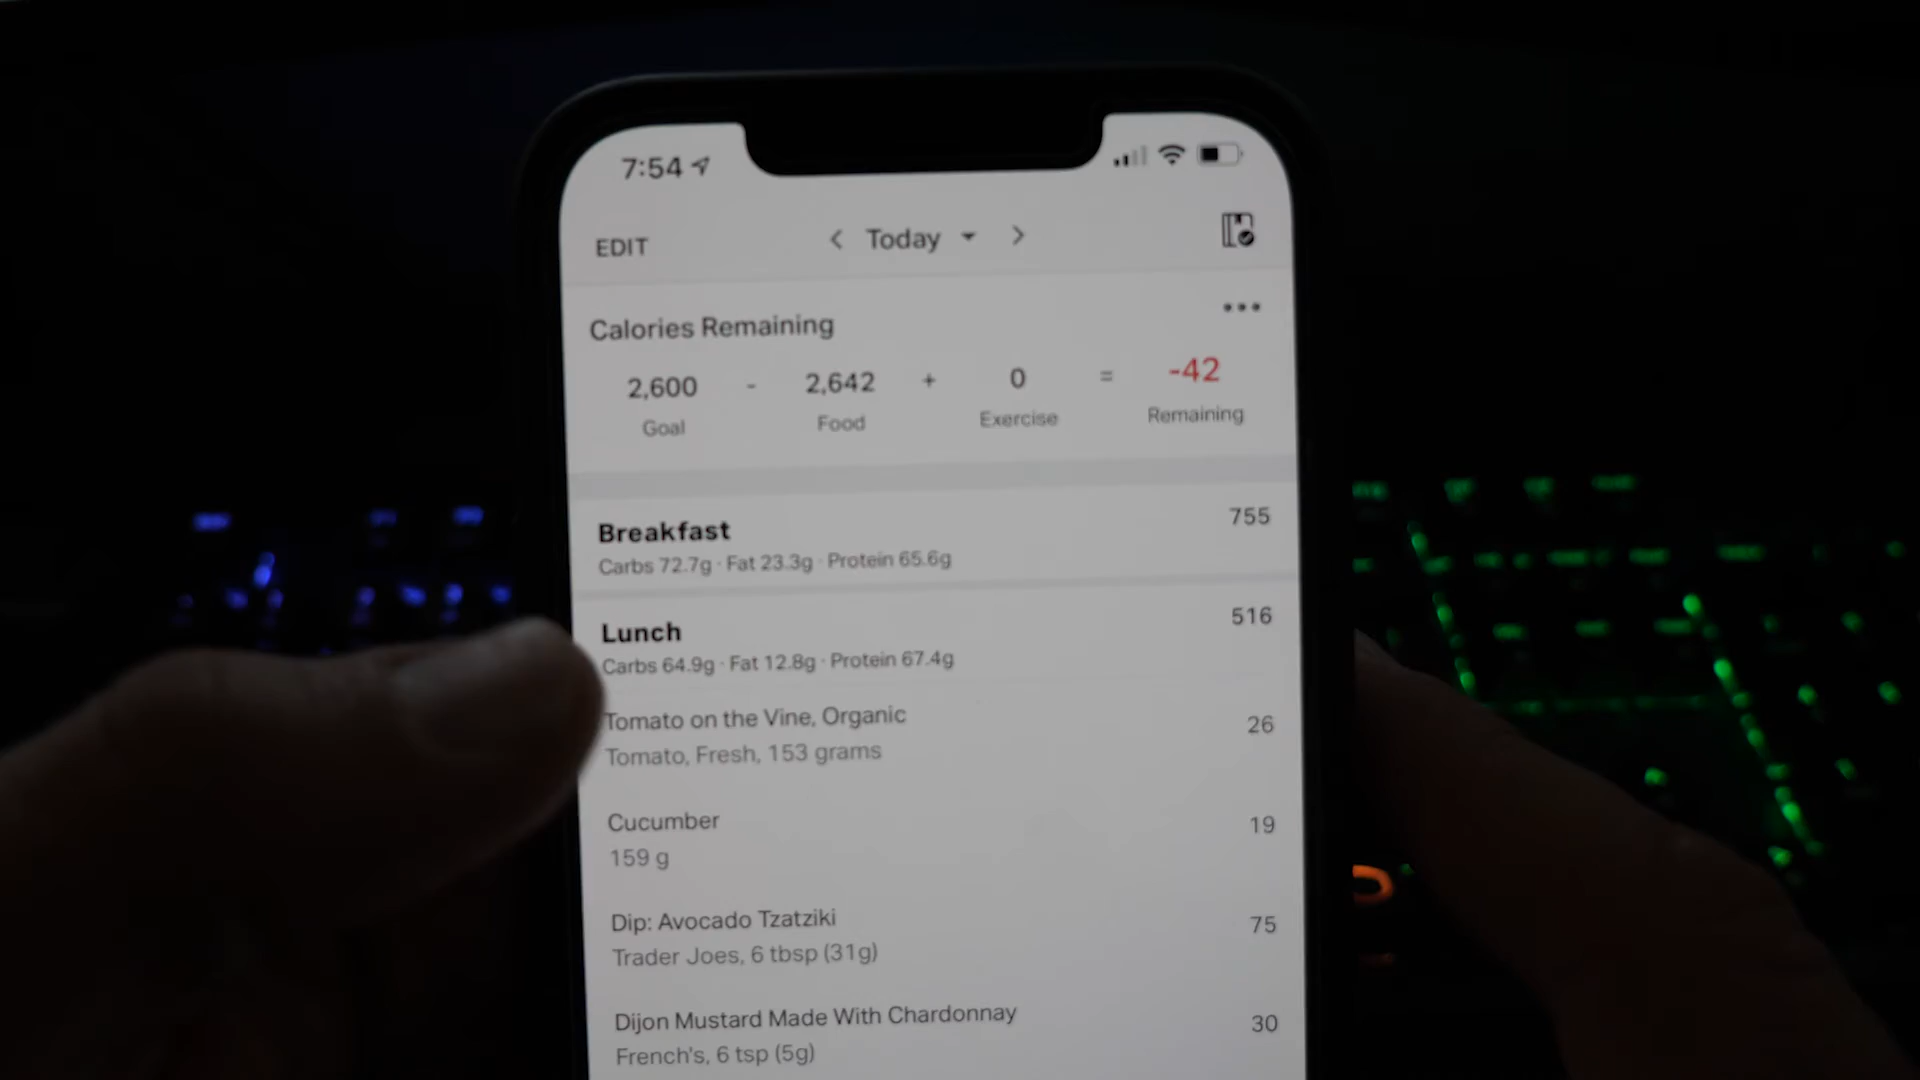 7:54
EDIT
Today
Calories Remaining
2,600 - 2,642 + 0 = -42
Goal Food Exercise Remaining
Breakfast 755
Carbs 72.7g · Fat 23.3g · Protein 65.6g
Lunch 516
Carbs 64.9g · Fat 12.8g · Protein 67.4g
Tomato on the Vine, Organic 26
Tomato, Fresh, 153 grams
Cucumber 19
159 g
Dip: Avocado Tzatziki 75
Trader Joes, 6 tbsp (31g)
Dijon Mustard Made With Chardonnay 30
French's, 6 tsp (5g)